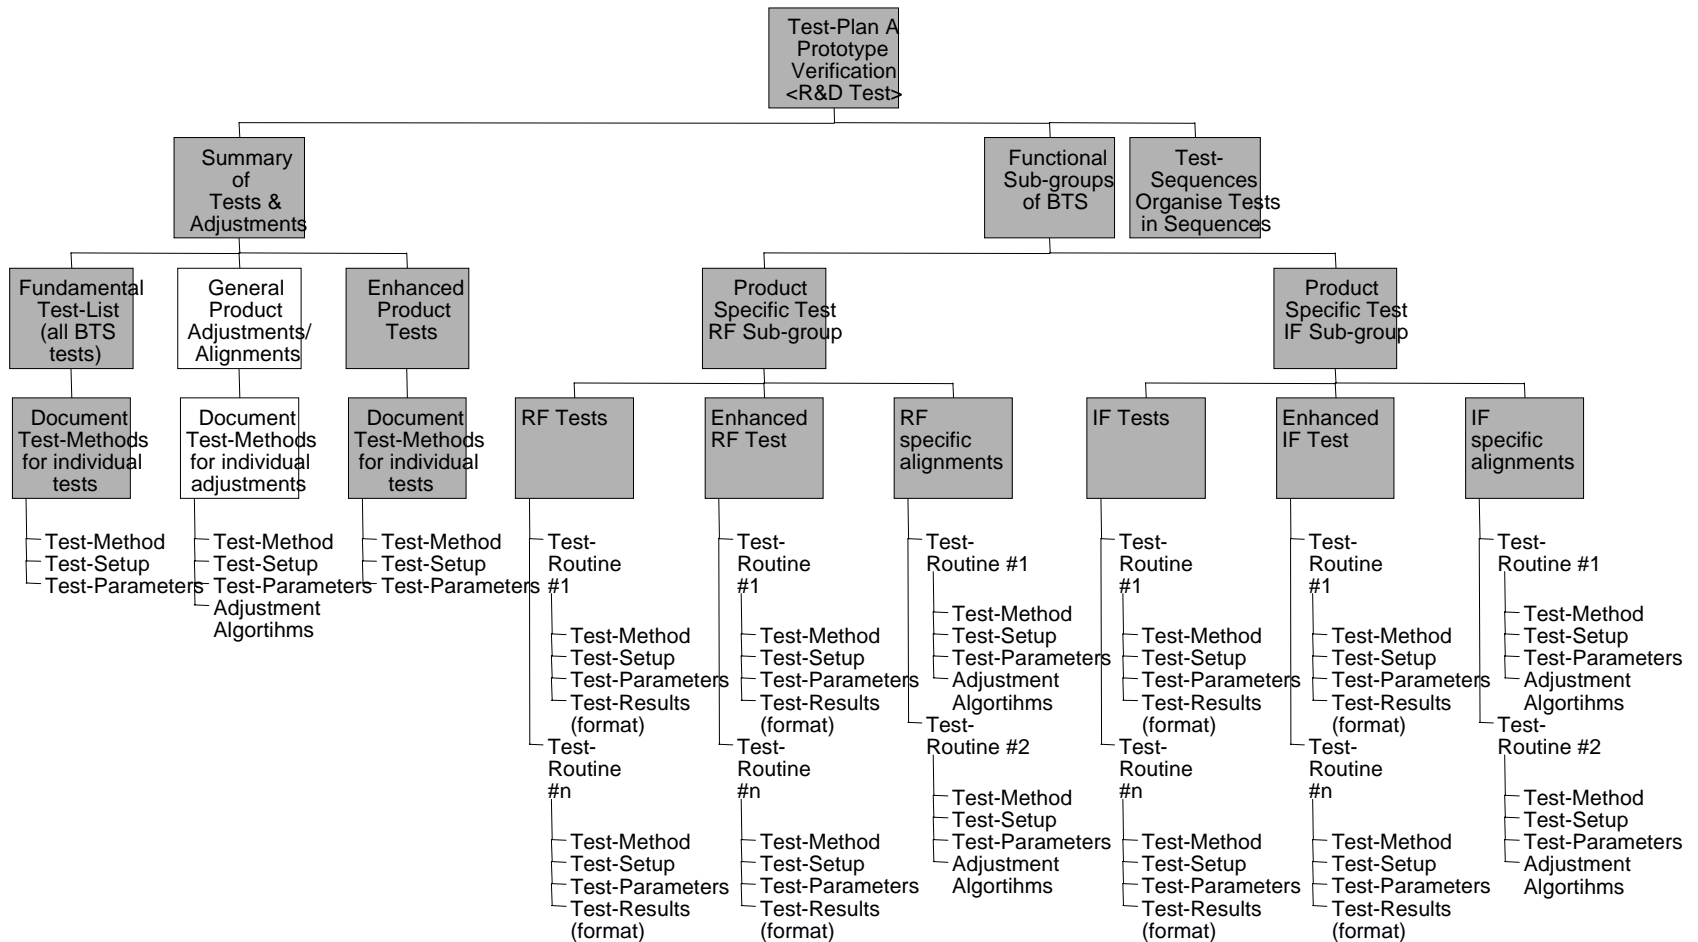 Test-Plan A
Prototype
Verification
<R&D Test>
Summary
of
Tests &
Adjustments
Functional
Sub-groups
of BTS
Test-
Sequences
Organise Tests
in Sequences
Fundamental
Test-List
(all BTS
tests)
General
Product
Adjustments/
Alignments
Enhanced
Product
Tests
Product
Specific Test
RF Sub-group
Product
Specific Test
IF Sub-group
Document
Test-Methods
for individual
tests
Document
Test-Methods
for individual
adjustments
Document
Test-Methods
for individual
tests
RF Tests
Enhanced
RF Test
RF
specific
alignments
IF Tests
Enhanced
IF Test
IF
specific
alignments
Test-Method
Test-Setup
Test-Parameters
Test-Method
Test-Setup
Test-Parameters
Adjustment
Algortihms
Test-Method
Test-Setup
Test-Parameters
Test-
Routine
#1
Test-Method
Test-Setup
Test-Parameters
Test-Results
(format)
Test-
Routine
#n
Test-Method
Test-Setup
Test-Parameters
Test-Results
(format)
Test-
Routine
#1
Test-Method
Test-Setup
Test-Parameters
Test-Results
(format)
Test-
Routine
#n
Test-Method
Test-Setup
Test-Parameters
Test-Results
(format)
Test-
Routine #1
Test-Method
Test-Setup
Test-Parameters
Adjustment
Algortihms
Test-
Routine #2
Test-Method
Test-Setup
Test-Parameters
Adjustment
Algortihms
Test-
Routine
#1
Test-Method
Test-Setup
Test-Parameters
Test-Results
(format)
Test-
Routine
#n
Test-Method
Test-Setup
Test-Parameters
Test-Results
(format)
Test-
Routine
#1
Test-Method
Test-Setup
Test-Parameters
Test-Results
(format)
Test-
Routine
#n
Test-Method
Test-Setup
Test-Parameters
Test-Results
(format)
Test-
Routine #1
Test-Method
Test-Setup
Test-Parameters
Adjustment
Algortihms
Test-
Routine #2
Test-Method
Test-Setup
Test-Parameters
Adjustment
Algortihms